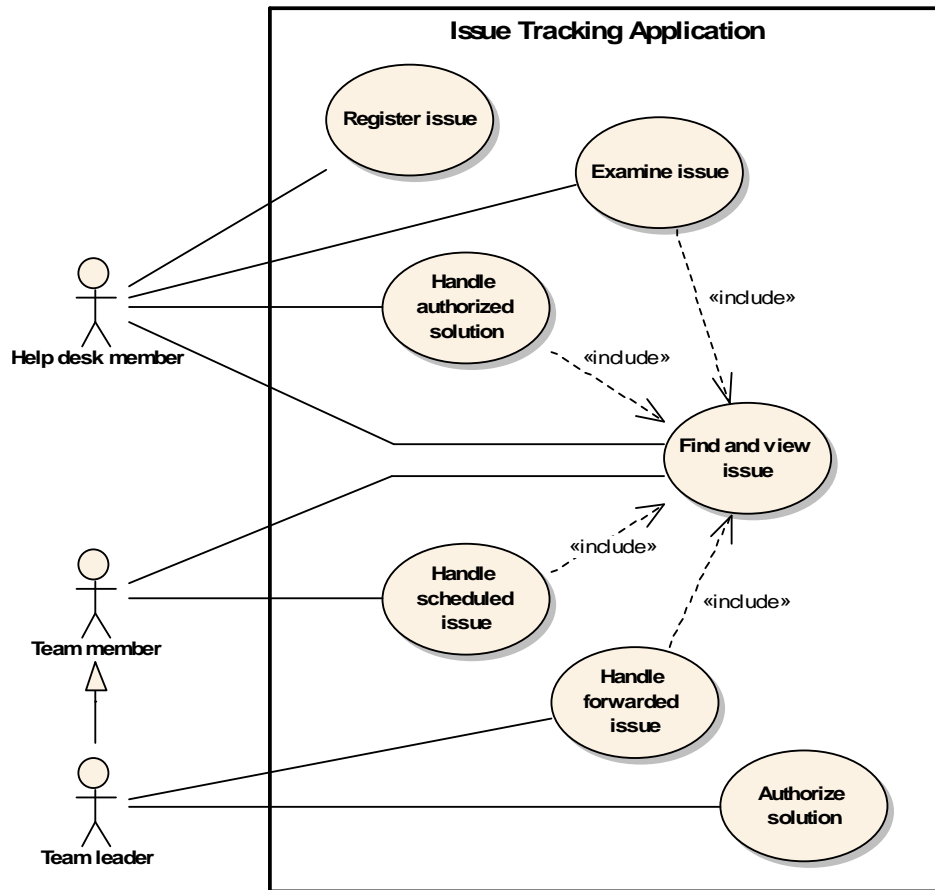 Issue Tracking Application
Register issue
Examine issue
Handle
authorized
solution
«include»
«include»
Help desk member
Find and view
issue
«include»
Handle
scheduled
issue
«include»
Team member
Handle
forwarded
issue
Authorize
solution
Team leader